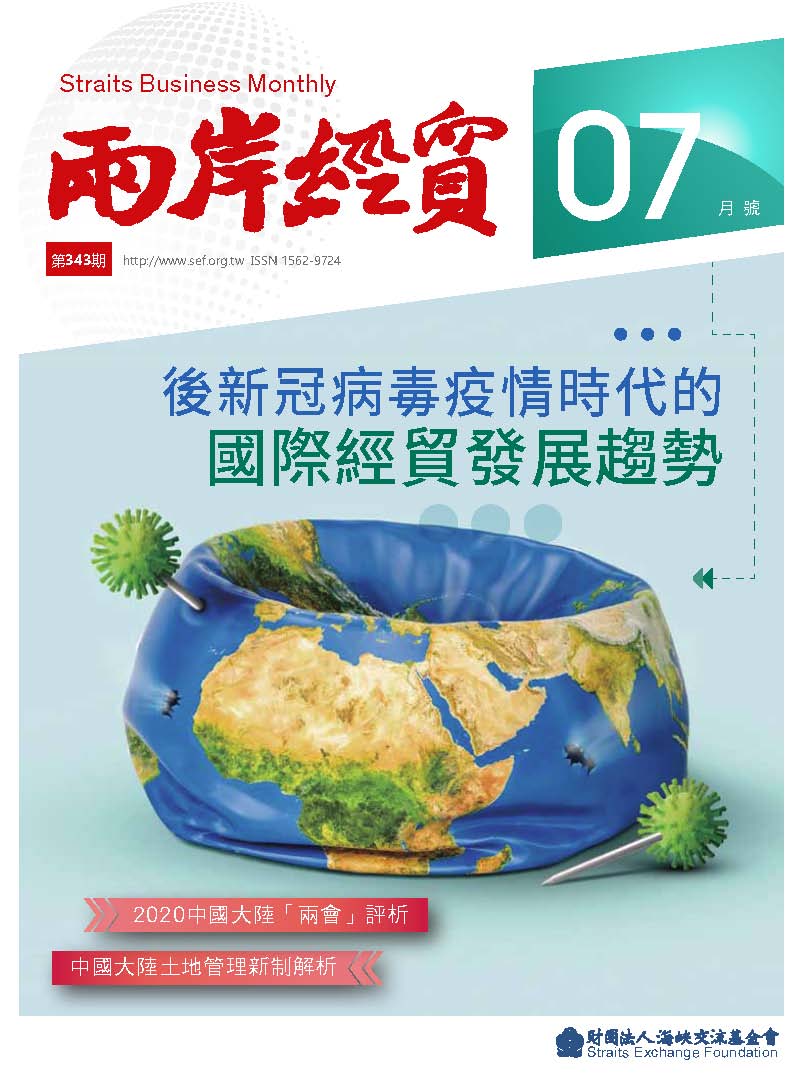 Straits Business Monthly
兩岸經貿
07
月號
第343期 http://www.sef.org.tw ISSN 1562-9724
後新冠病毒疫情時代的
國際經貿發展趨勢
2020中國大陸「兩會」評析
中國大陸土地管理新制解析
財團法人海峽交流基金會
Straits Exchange Foundation